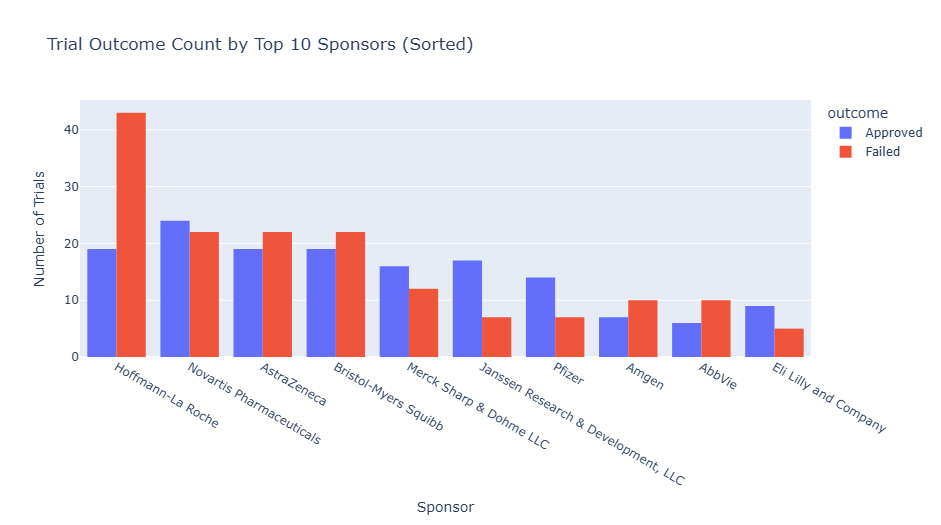 Trial Outcome Count by Top 10 Sponsors (Sorted)
outcome
Approved
Failed
Number of Trials
40
30
20
10
0
Hoffmann-La Roche
Novartis Pharmaceuticals
AstraZeneca
Bristol-Myers Squibb
Merck Sharp & Dohme LLC
Janssen Research & Development, LLC
Pfizer
Amgen
AbbVie
Eli Lilly and Company
Sponsor